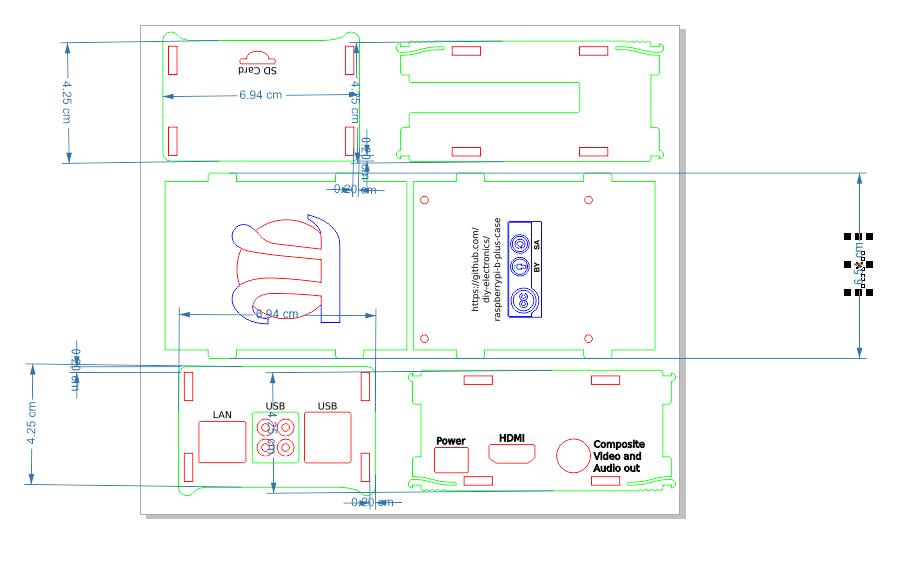 SD Card
4.25 cm
6.94 cm
4.25 cm
0.20 cm
0.20 cm
https://github.com/
diy-electronics/
raspberrypi-b-plus-case
BY
SA
cc
6.94 cm
0.20 cm
4.25 cm
LAN
USB
USB
4.25 cm
0.20 cm
Power
HDMI
Composite
Video and
Audio out